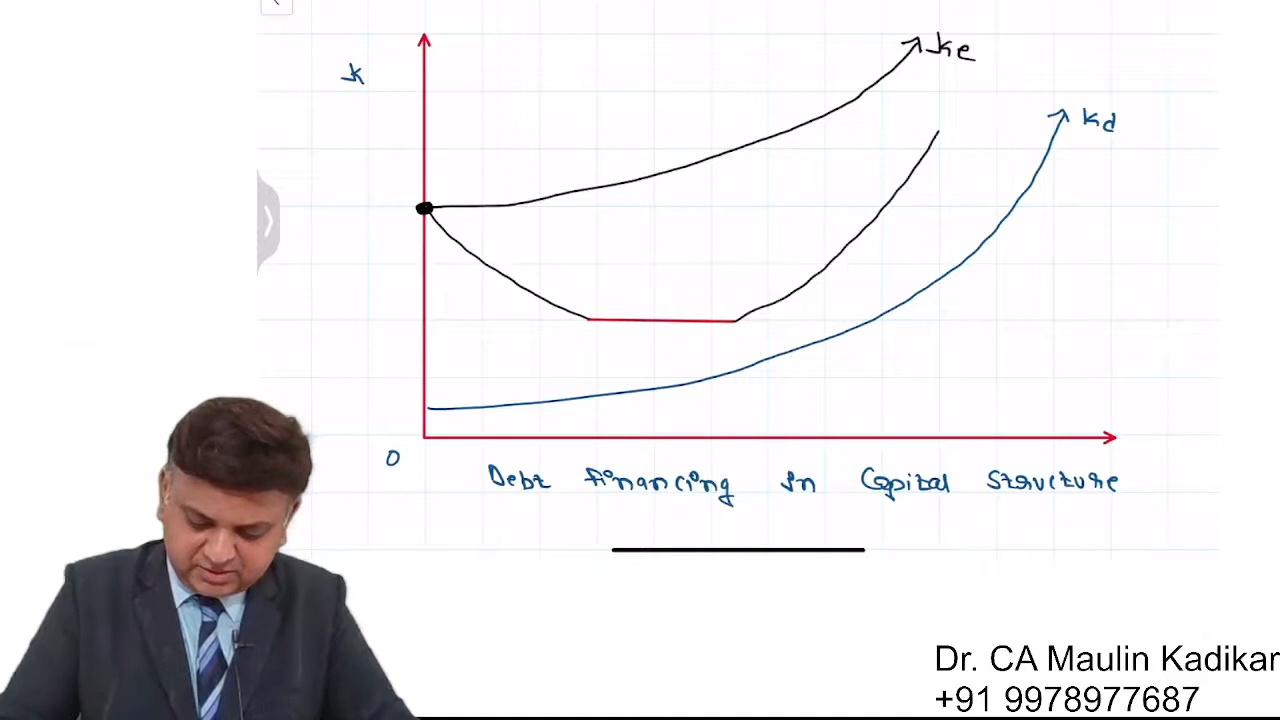 k
ke
kd
0
Debt financing in Capital Structure
Dr. CA Maulin Kadikar
+91 9978977687